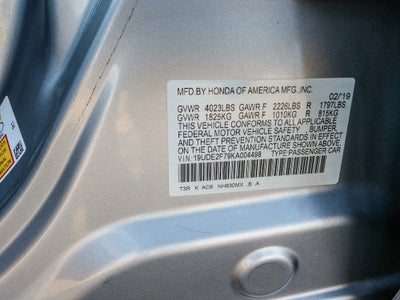 MFD.BY HONDA OF AMERICA MFG.,INC.
02/19
GVWR 4023LBS GAWR F 2226LBS R 1797LBS
GVWR 1825KG GAWR F 1010KG R 815KG
THIS VEHICLE CONFORMS TO ALL APPLICABLE
FEDERAL MOTOR VEHICLE SAFETY, BUMPER,
AND THEFT PREVENTION STANDARDS IN EFFECT
ON THE DATE OF MANUFACTURE SHOWN ABOVE.
VIN: 19UDE2F79KA004498 TYPE:PASSENGER CAR
T3R K AD6 NH830MX B A